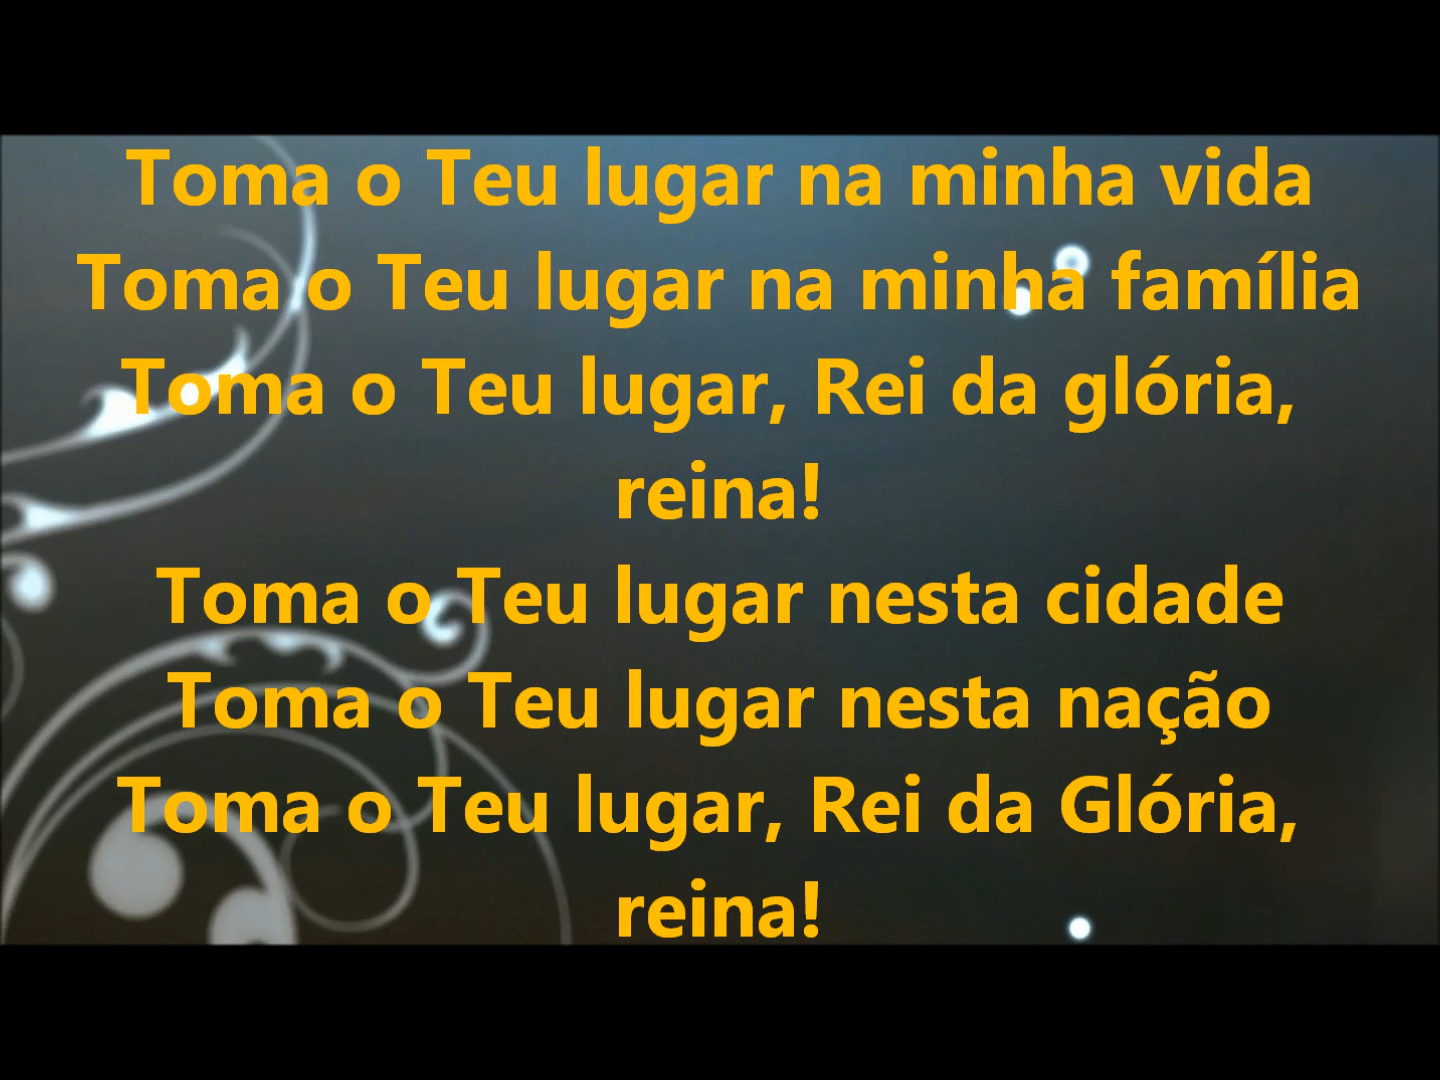 Toma o Teu lugar na minha vida
Toma o Teu lugar na minha família
Toma o Teu lugar, Rei da glória,
reina!
Toma o Teu lugar nesta cidade
Toma o Teu lugar nesta nação
Toma o Teu lugar, Rei da Glória,
reina!